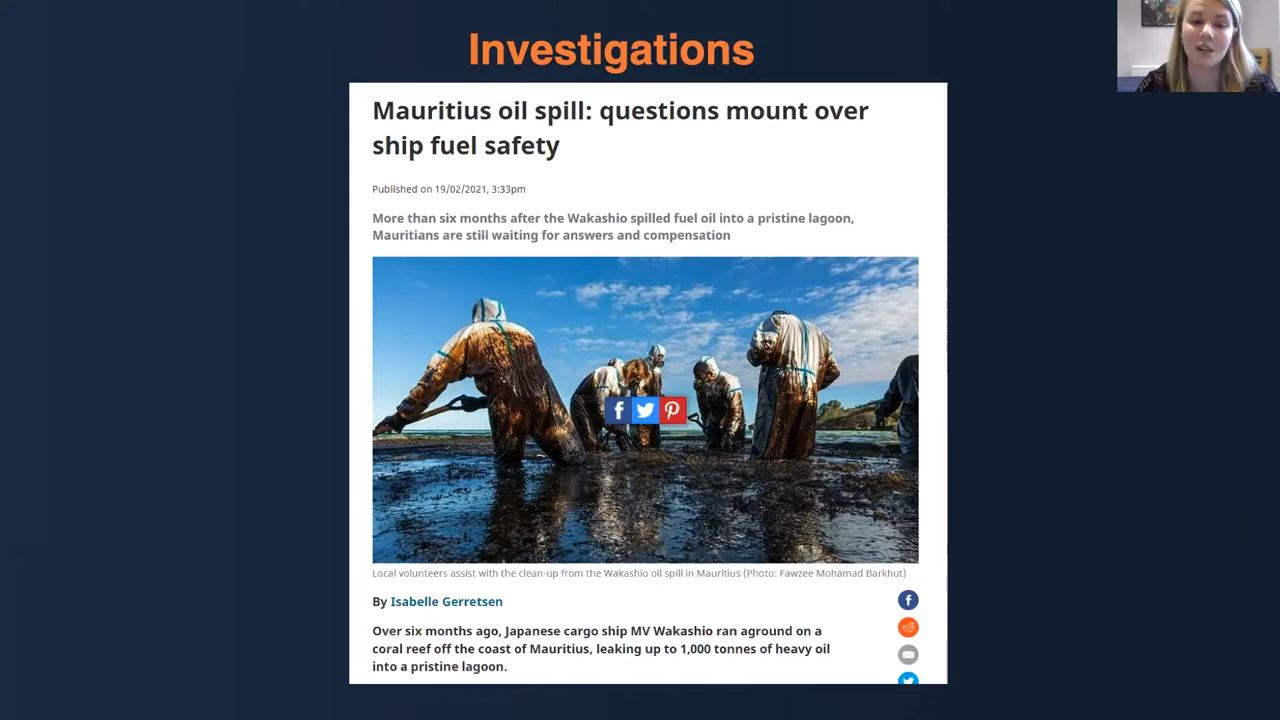 Investigations
Mauritius oil spill: questions mount over
ship fuel safety
Published on 19/02/2021, 3:33pm
More than six months after the Wakashio spilled fuel oil into a pristine lagoon,
Mauritians are still waiting for answers and compensation
Local volunteers assist with the clean-up from the Wakashio oil spill in Mauritius (Photo: Fawzee Mohamad Barkhut)
By Isabelle Gerretsen
Over six months ago, Japanese cargo ship MV Wakashio ran aground on a
coral reef off the coast of Mauritius, leaking up to 1,000 tonnes of heavy oil
into a pristine lagoon.